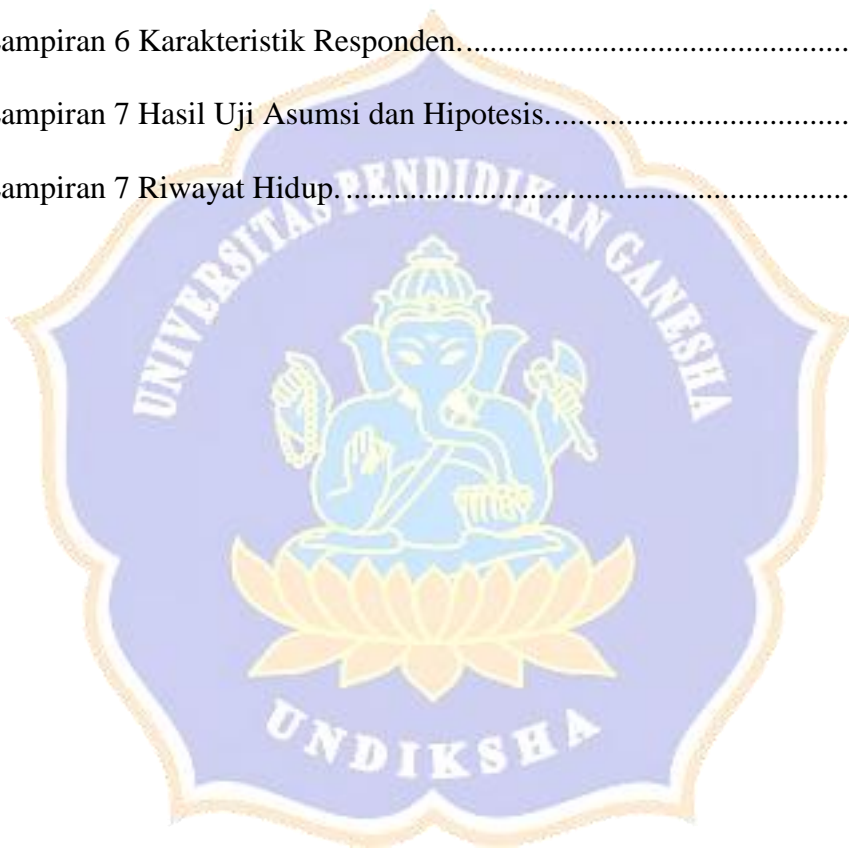 ampiran 6 Karakteristik Responden.................................................
ampiran 7 Hasil Uji Asumsi dan Hipotesis......................................
ampiran 7 Riwayat Hidup................................................................
UNIVERSITAS PENDIDIKAN GANESHA
UNDIKSHA